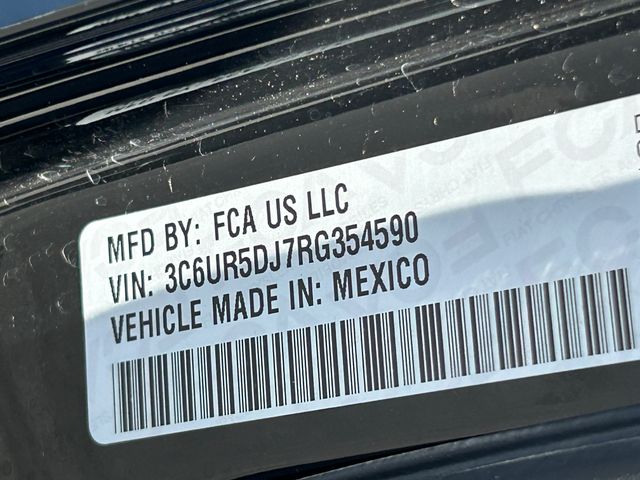 MFD BY: FCA US LLC
VIN: 3C6UR5DJ7RG354590
VEHICLE MADE IN: MEXICO